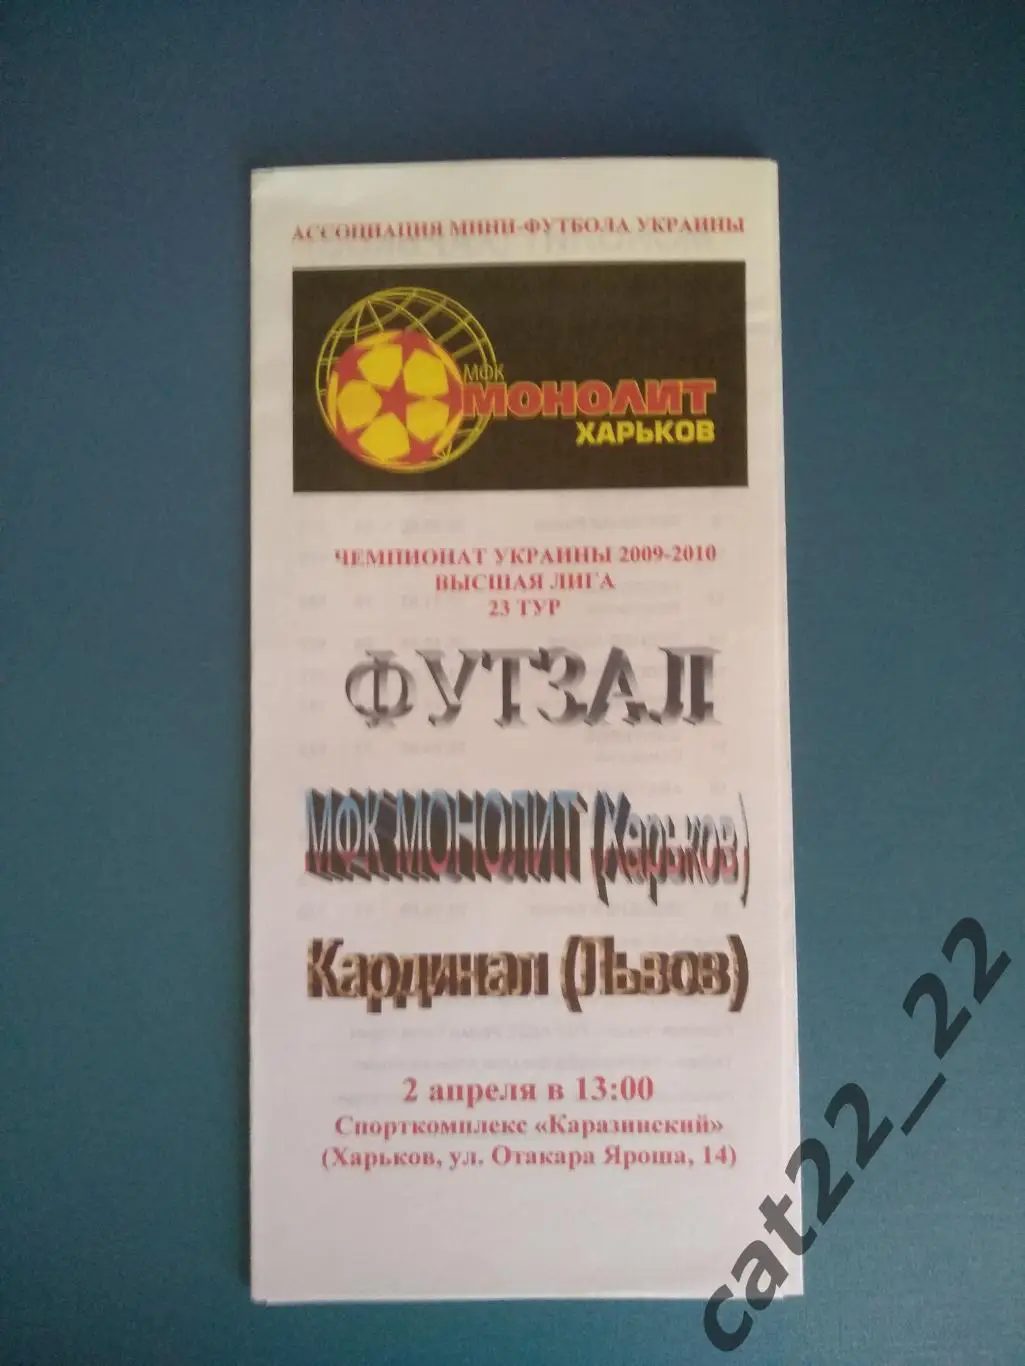 АССОЦИАЦИЯ МИНИ-ФУТБОЛА УКРАИНЫ
МФК
МОНОЛИТ
ХАРЬКОВ
ЧЕМПИОНАТ УКРАИНЫ 2009-2010
ВЫСШАЯ ЛИГА
23 ТУР
ФУТЗАЛ
МФК МОНОЛИТ (Харьков)
Кардинал (Львов)
2 апреля в 13:00
Спорткомплекс «Каразинский»
(Харьков, ул. Отакара Яроша, 14)
cat22_22